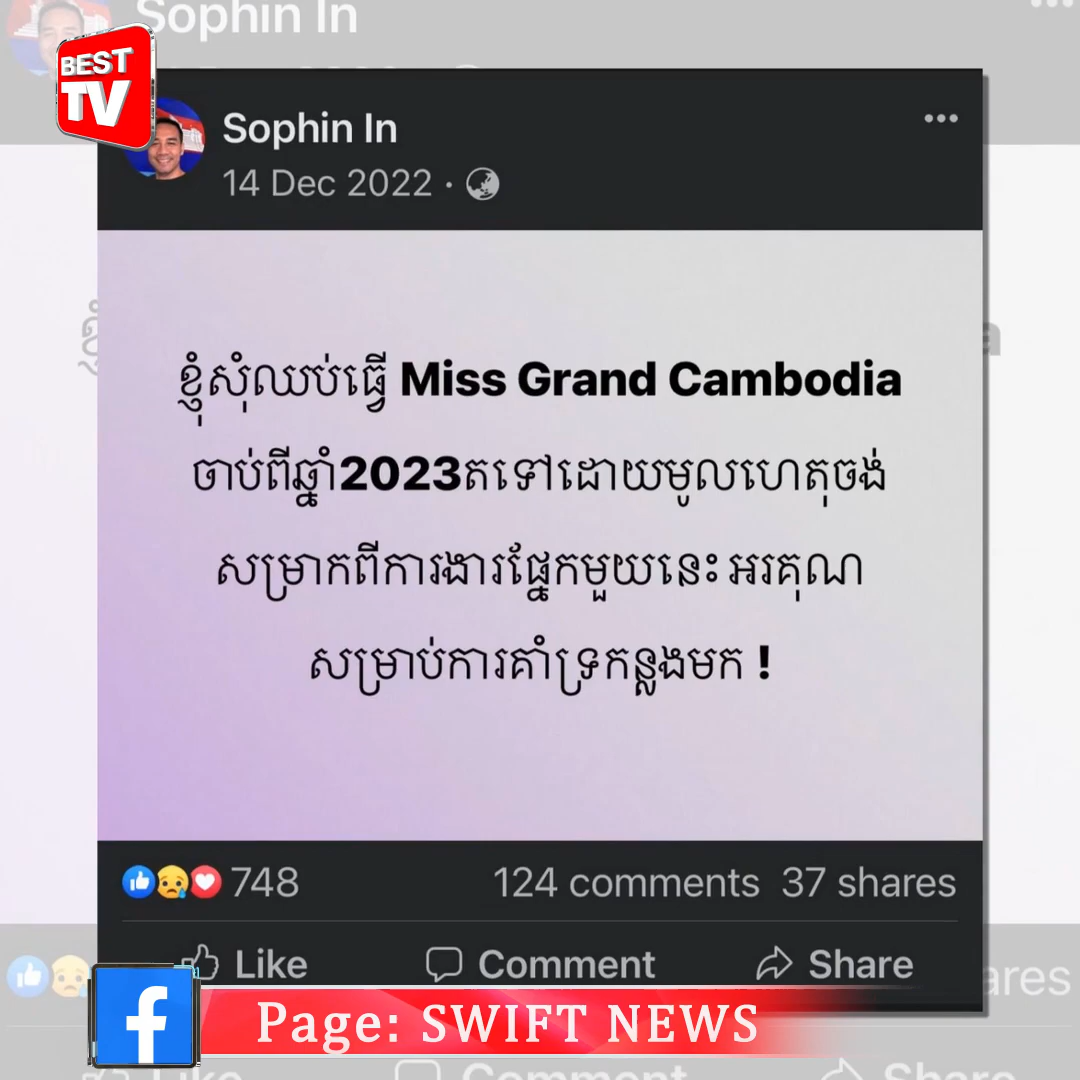 Sophin In
BEST
TV
Sophin In
14 Dec 2022 ·
ខ្ញុំសុំឈប់ធ្វើ Miss Grand Cambodia
ចាប់ពីឆ្នាំ2023តទៅដោយមូលហេតុចង់
សម្រាកពីការងារផ្នែកមួយនេះ អរគុណ
សម្រាប់ការគាំទ្រកន្លងមក !
748
124 comments 37 shares
Like Comment Share
Page: SWIFT NEWS